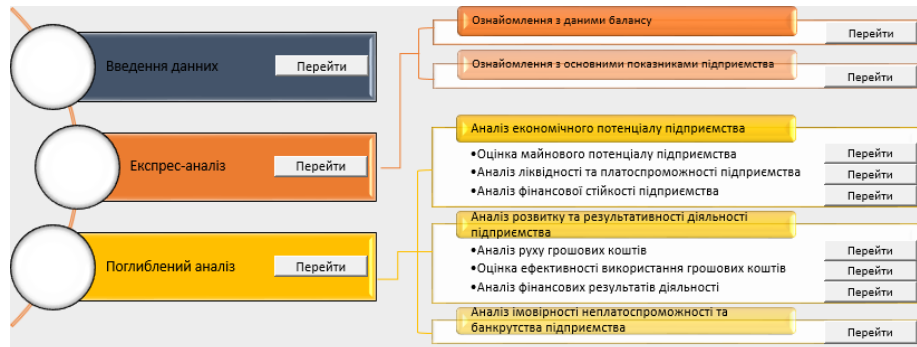 Введення данних
Перейти
Експрес-аналіз
Перейти
Поглиблений аналіз
Перейти
Ознайомлення з даними балансу
Перейти
Ознайомлення з основними показниками підприємства
Перейти
Аналіз економічного потенціалу підприємства
•Оцінка майнового потенціалу підприємства
Перейти
•Аналіз ліквідності та платоспроможності підприємства
Перейти
•Аналіз фінансової стійкості підприємства
Перейти
Аналіз розвитку та результативності діяльності
підприємства
•Аналіз руху грошових коштів
Перейти
•Оцінка ефективності використання грошових коштів
Перейти
•Аналіз фінансових результатів діяльності
Перейти
Аналіз імовірності неплатоспроможності та
банкрутства підприємства
Перейти